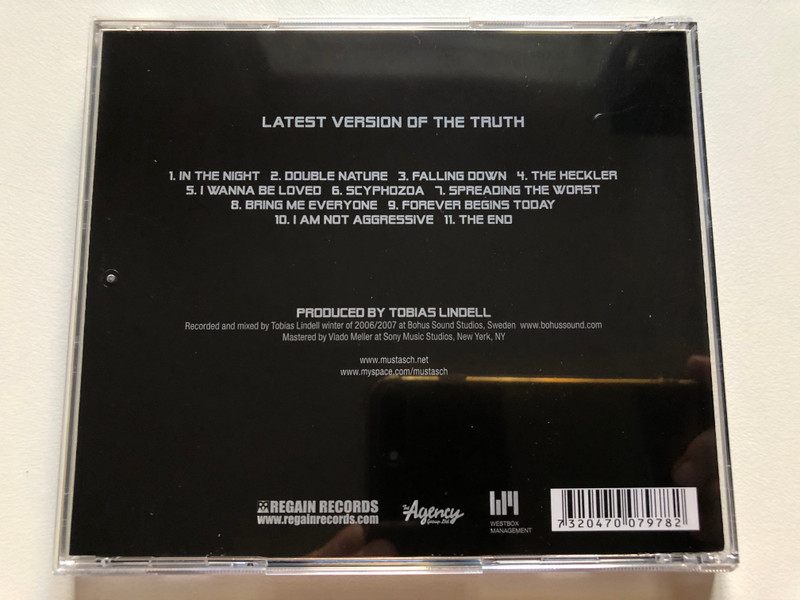 LATEST VERSION OF THE TRUTH
1. IN THE NIGHT 2. DOUBLE NATURE 3. FALLING DOWN 4. THE HECKLER
5. I WANNA BE LOVED 6. SCYPHOZOA 7. SPREADING THE WORST
8. BRING ME EVERYONE 9. FOREVER BEGINS TODAY
10. I AM NOT AGGRESSIVE 11. THE END
PRODUCED BY TOBIAS LINDELL
Recorded and mixed by Tobias Lindell winter of 2006/2007 at Bohus Sound Studios, Sweden www.bohussound.com
Mastered by Vlado Meller at Sony Music Studios, New York, NY
www.mustasch.net
www.myspace.com/mustasch
REGAIN RECORDS
www.regainrecords.com
The Agency
Group Ltd
WESTBOX
MANAGEMENT
7 320470 079782